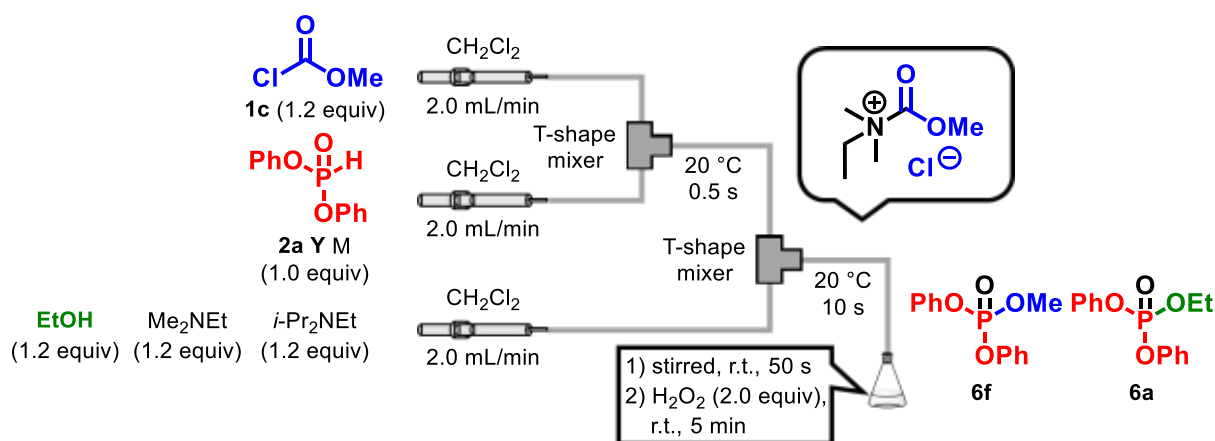 O
Cl
OMe
1c (1.2 equiv)
O
PhO
P
H
OPh
2a Y M
(1.0 equiv)
EtOH
(1.2 equiv)
Me2NEt
(1.2 equiv)
i-Pr2NEt
(1.2 equiv)
CH2Cl2
2.0 mL/min
CH2Cl2
2.0 mL/min
CH2Cl2
2.0 mL/min
T-shape
mixer
20 °C
0.5 s
T-shape
mixer
20 °C
10 s
O
N
⊕
OMe
Cl ⊖
1) stirred, r.t., 50 s
2) H2O2 (2.0 equiv),
r.t., 5 min
O
PhO
P
OMe
OPh
6f
O
PhO
P
OEt
OPh
6a